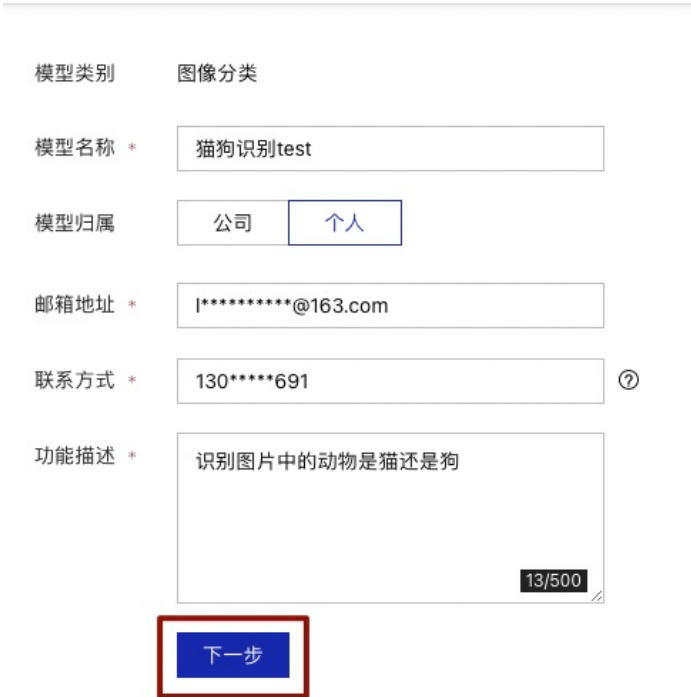 模型类别 图像分类
模型名称 * 猫狗识别test
模型归属 公司 个人
邮箱地址 * l**********@163.com
联系方式 * 130*****691
功能描述 * 识别图片中的动物是猫还是狗
13/500
下一步